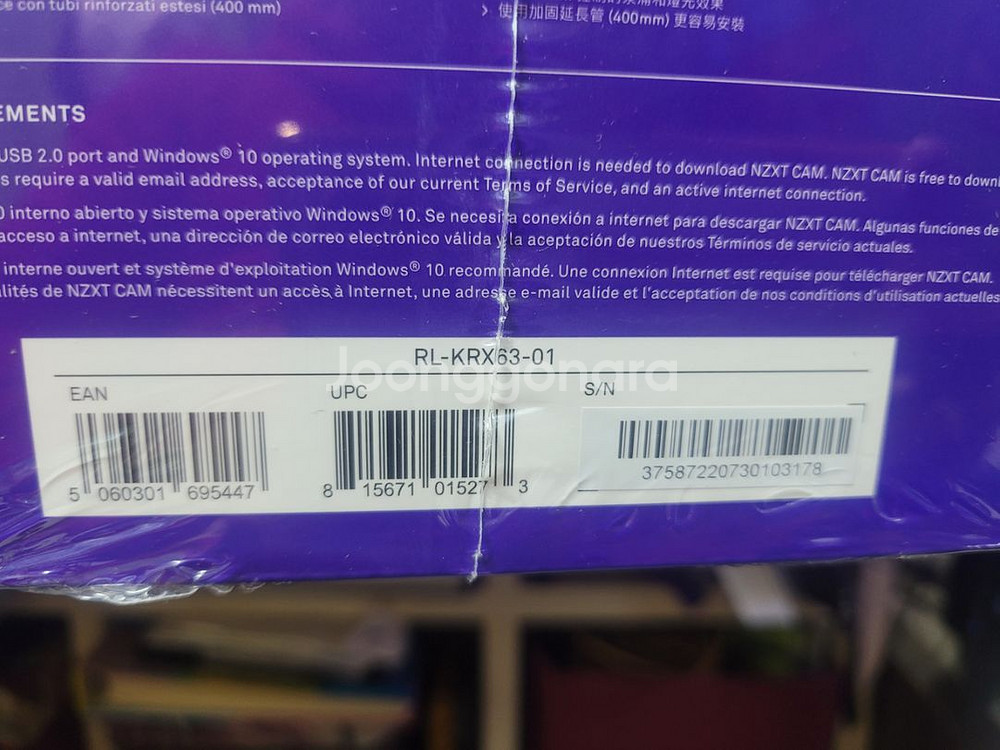 e con tubi rinforzati estesi (400 mm)
› 使用加固延長管 (400mm) 更容易安裝
EMENTS
USB 2.0 port and Windows® 10 operating system. Internet connection is needed to download NZXT CAM. NZXT CAM is free to downl
s require a valid email address, acceptance of our current Terms of Service, and an active internet connection.
0 interno abierto y sistema operativo Windows® 10. Se necesita conexión a internet para descargar NZXT CAM. Algunas funciones de
acceso a internet, una dirección de correo electrónico válida y la aceptación de nuestros Términos de servicio actuales.
interne ouvert et système d'exploitation Windows® 10 recommandé. Une connexion Internet est requise pour télécharger NZXT CAM.
lités de NZXT CAM nécessitent un accès à Internet, une adresse e-mail valide et l'acceptation de nos conditions d'utilisation actuelles
RL-KRX63-01
joonggonara
EAN
UPC
S/N
5 060301 695447
8 15671 01527 3
37587220730103178